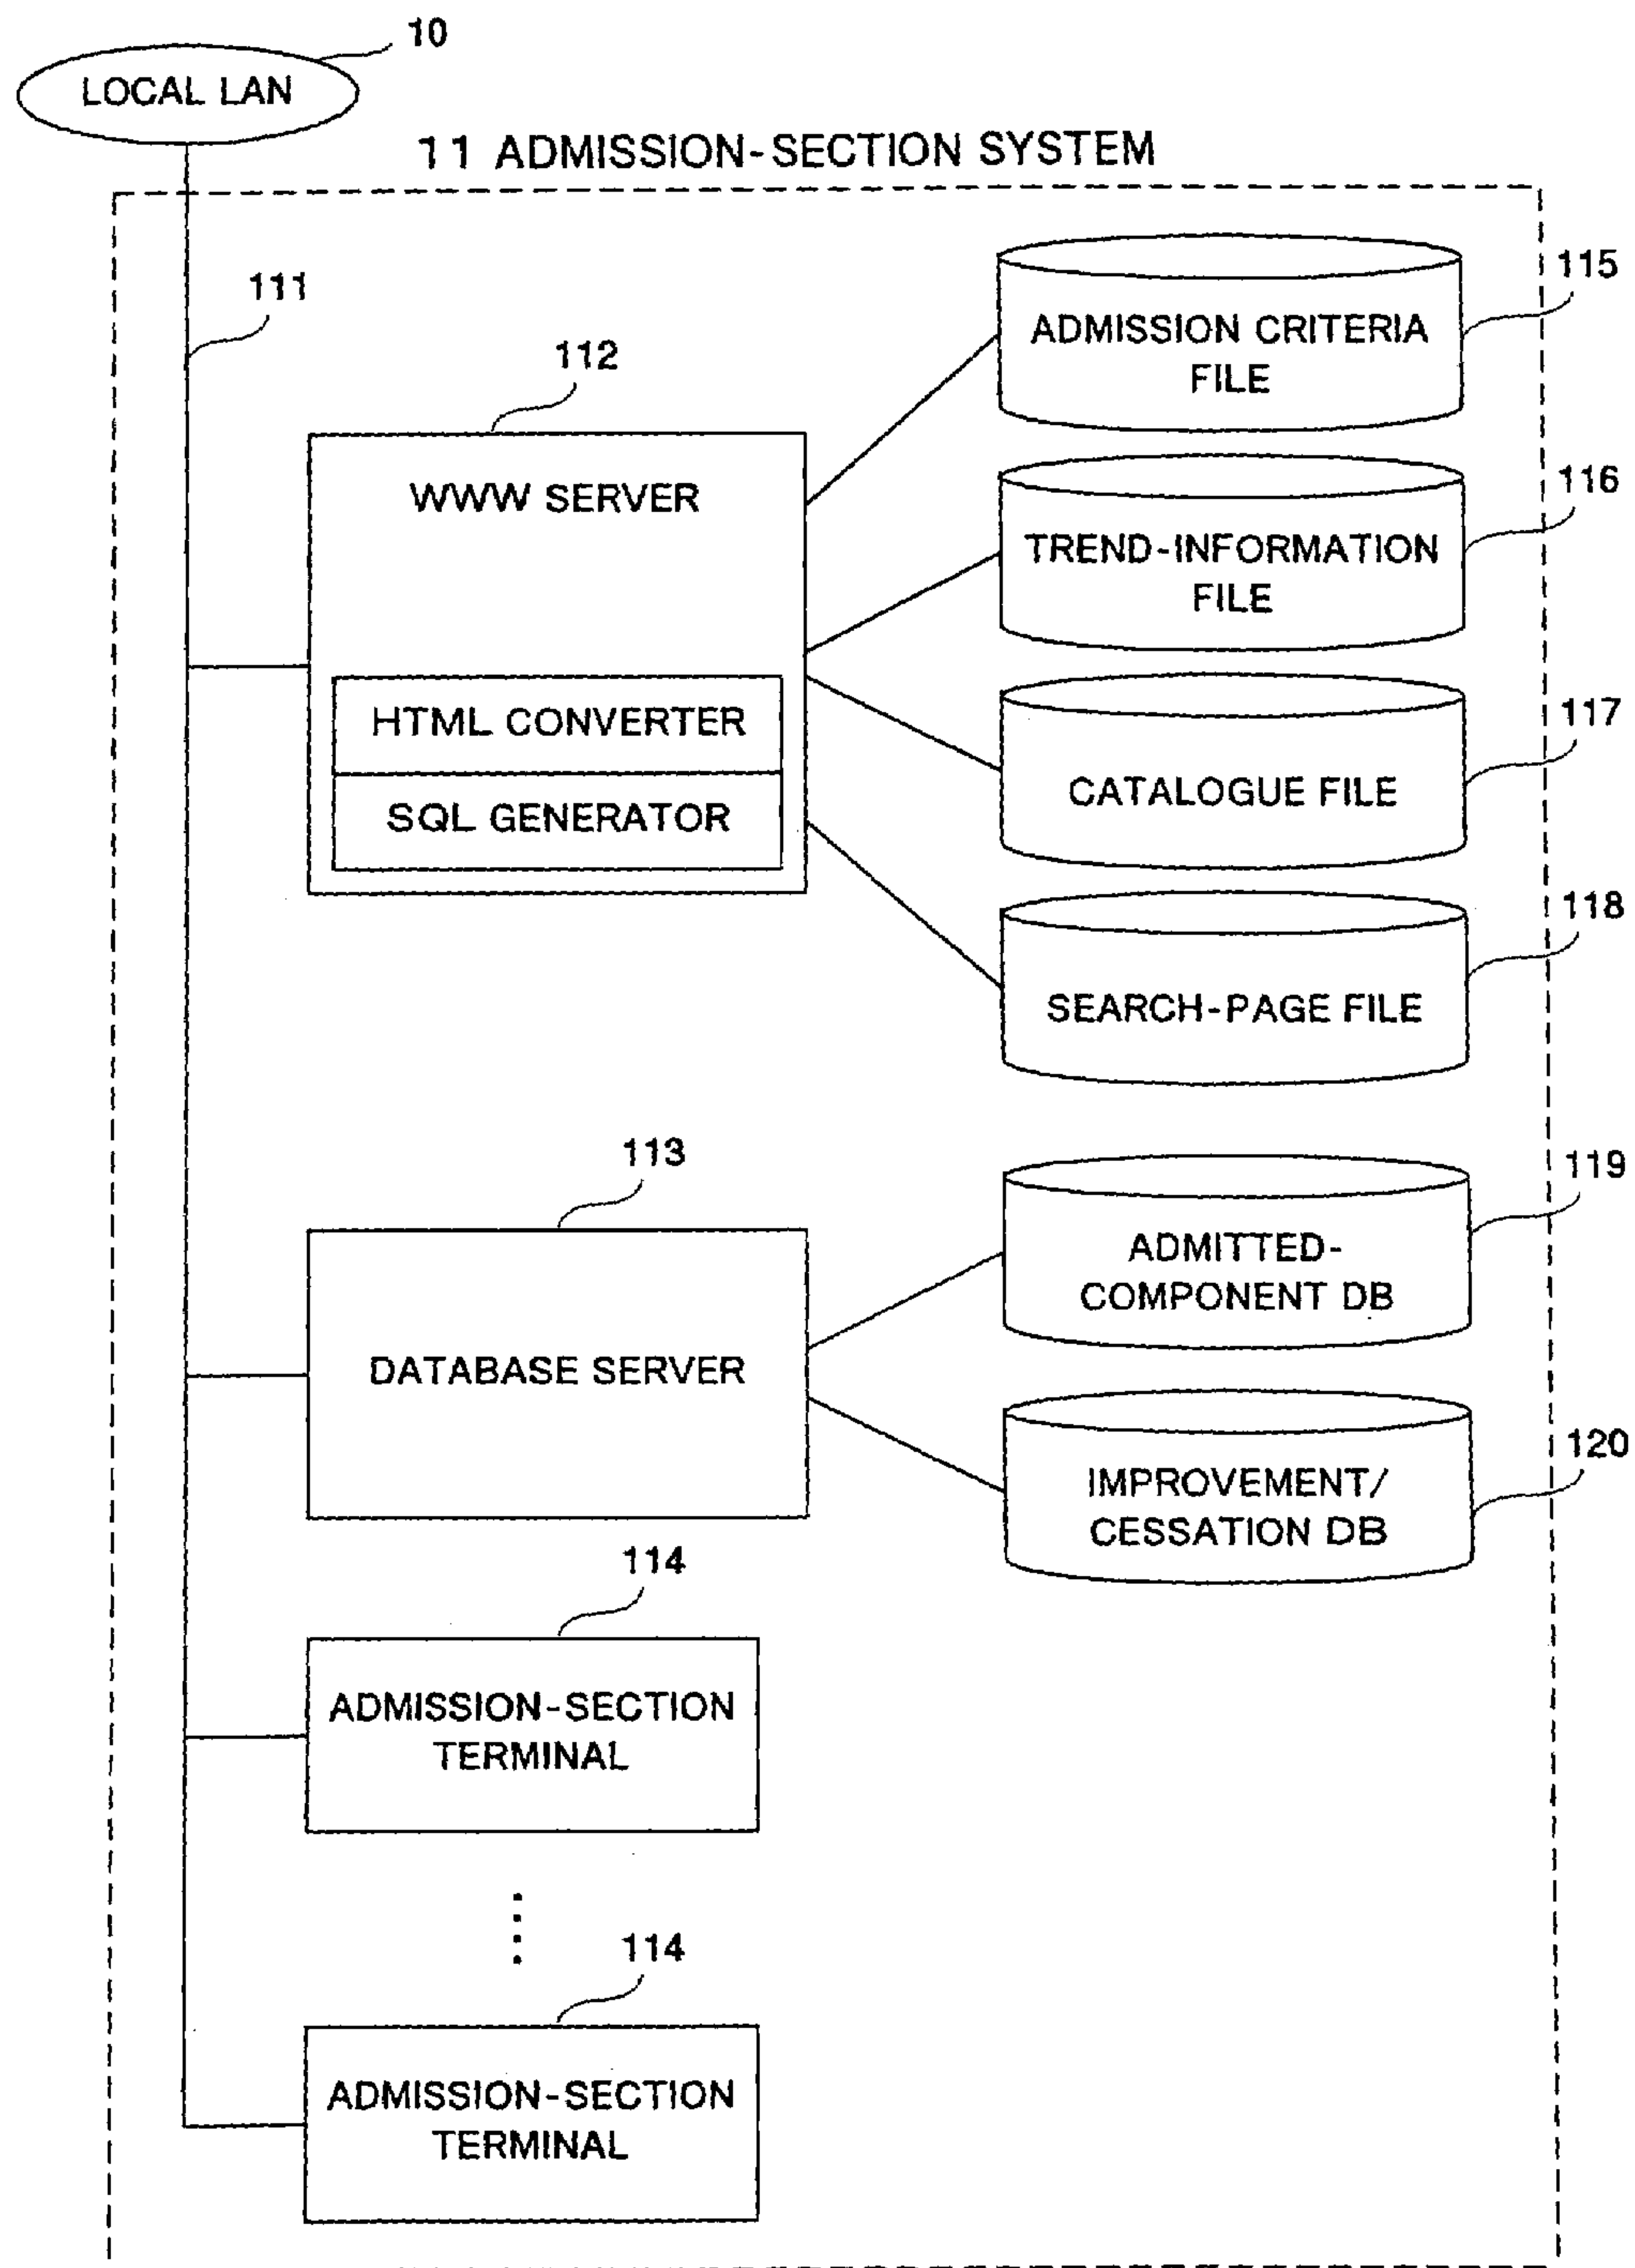 10
LOCAL LAN
11 ADMISSION-SECTION SYSTEM
111
112
WWW SERVER
HTML CONVERTER
SQL GENERATOR
115
ADMISSION CRITERIA
FILE
116
TREND-INFORMATION
FILE
117
CATALOGUE FILE
118
SEARCH-PAGE FILE
113
DATABASE SERVER
119
ADMITTED-
COMPONENT DB
120
IMPROVEMENT/
CESSATION DB
114
ADMISSION-SECTION
TERMINAL
114
ADMISSION-SECTION
TERMINAL